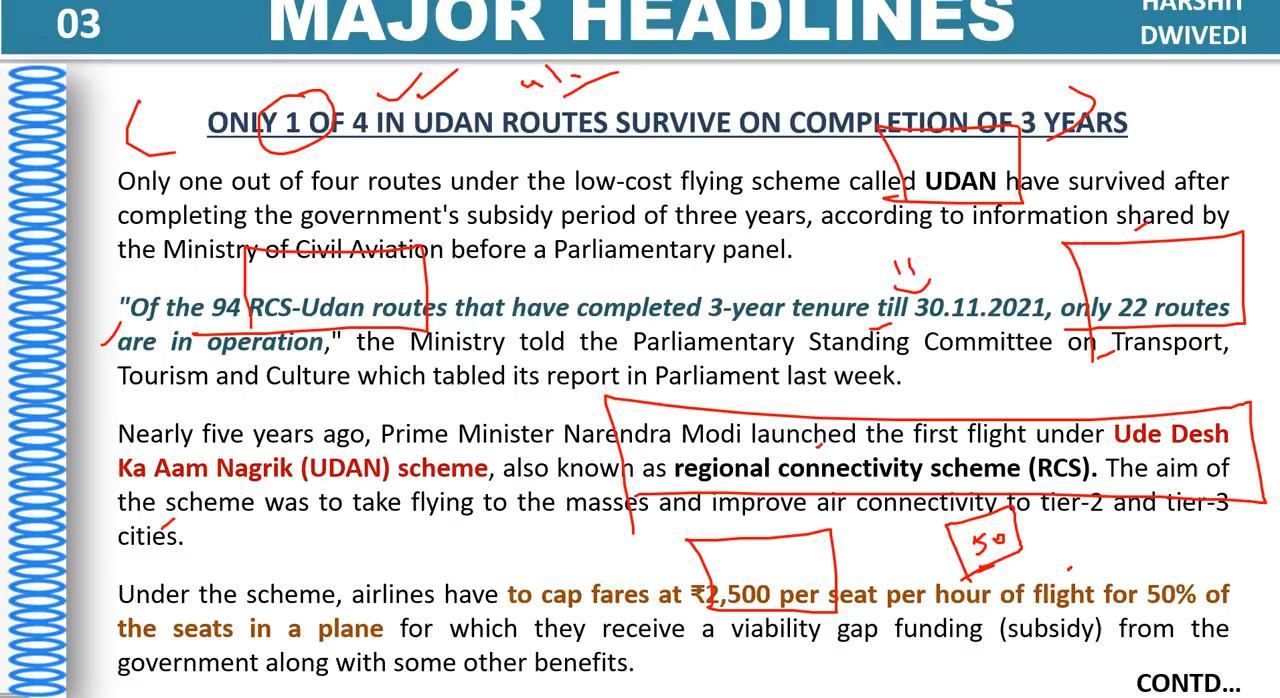 03
MAJOR HEADLINES
HARSHIT
DWIVEDI
ONLY 1 OF 4 IN UDAN ROUTES SURVIVE ON COMPLETION OF 3 YEARS
Only one out of four routes under the low-cost flying scheme called UDAN have survived after
completing the government's subsidy period of three years, according to information shared by
the Ministry of Civil Aviation before a Parliamentary panel.
"Of the 94 RCS-Udan routes that have completed 3-year tenure till 30.11.2021, only 22 routes
are in operation," the Ministry told the Parliamentary Standing Committee on Transport,
Tourism and Culture which tabled its report in Parliament last week.
Nearly five years ago, Prime Minister Narendra Modi launched the first flight under Ude Desh
Ka Aam Nagrik (UDAN) scheme, also known as regional connectivity scheme (RCS). The aim of
the scheme was to take flying to the masses and improve air connectivity to tier-2 and tier-3
cities.
50
Under the scheme, airlines have to cap fares at ₹2,500 per seat per hour of flight for 50% of
the seats in a plane for which they receive a viability gap funding (subsidy) from the
government along with some other benefits.
CONTD...